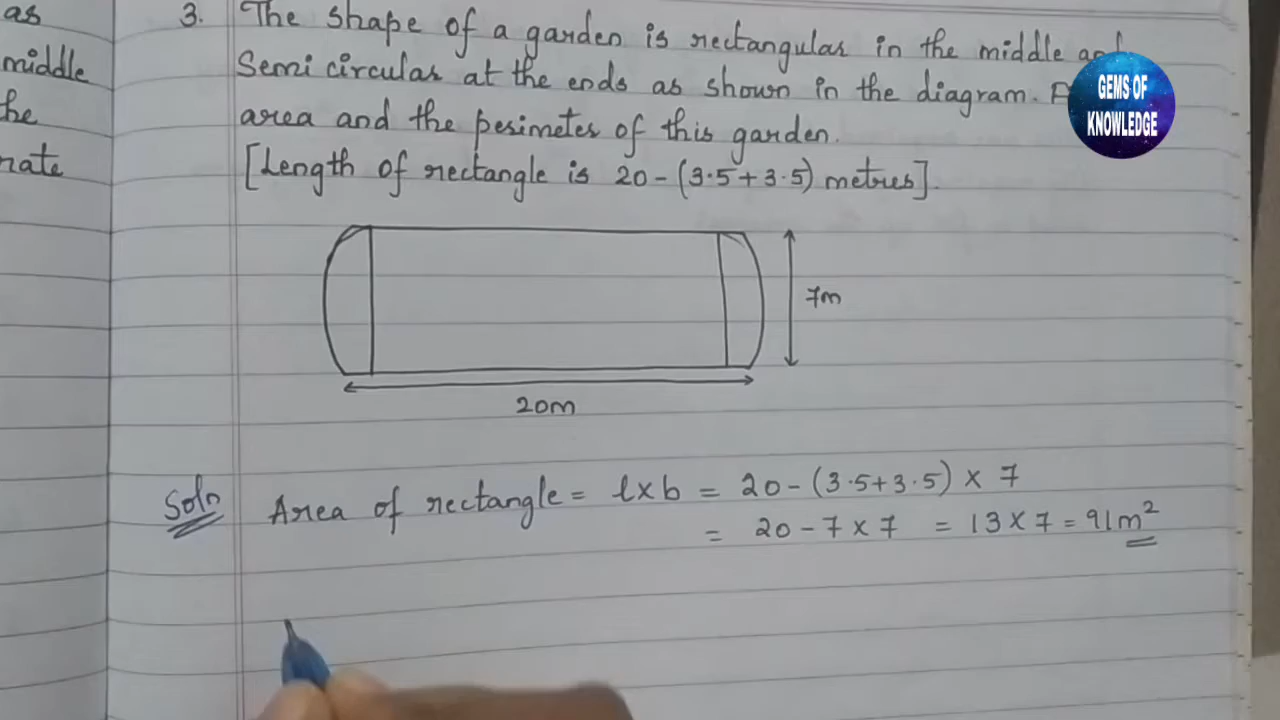 as
middle
he
nate
3. The shape of a garden is rectangular in the middle and
Semi circular at the ends as shown in the diagram.
area and the perimeter of this garden.
[Length of rectangle is 20 - (3.5 + 3.5) metres].
GEMS OF
KNOWLEDGE
7m
20m
Soln Area of rectangle = l × b = 20 - (3.5 + 3.5) × 7
= 20 - 7 × 7 = 13 × 7 = 91m²